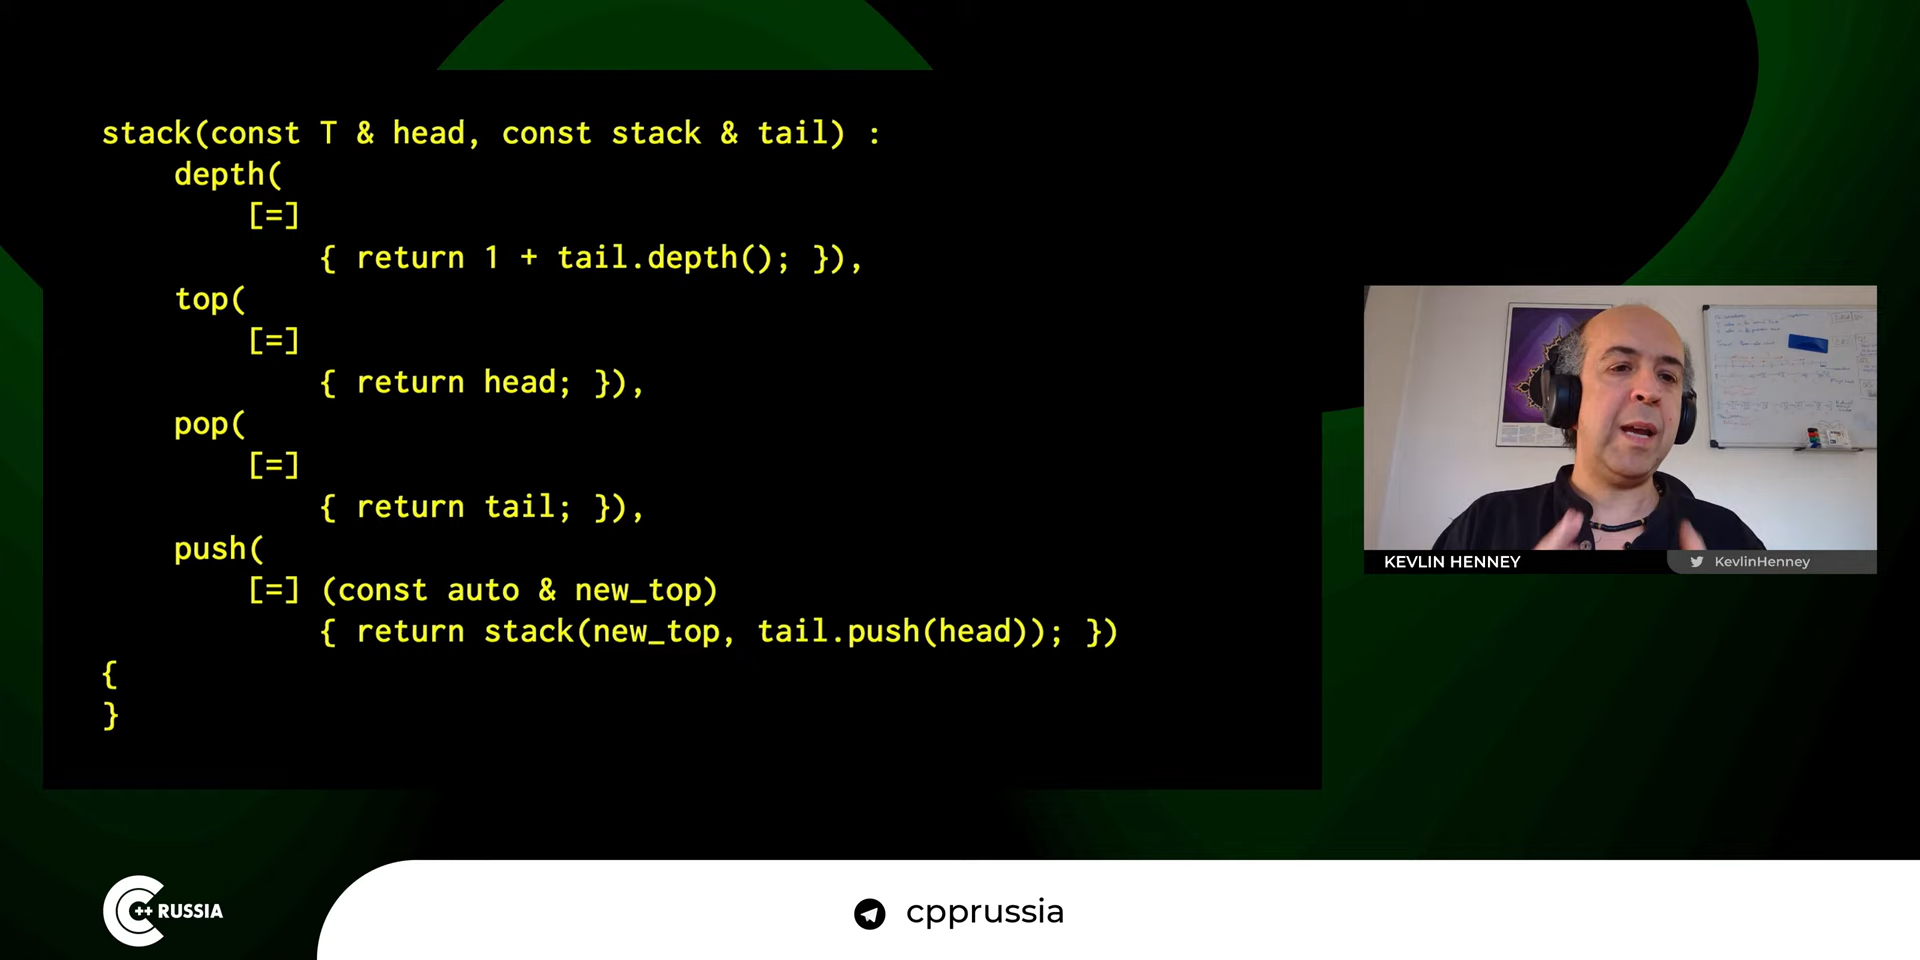 stack(const T & head, const stack & tail) :
depth(
[=]
{ return 1 + tail.depth(); }),
top(
[=]
{ return head; }),
pop(
[=]
{ return tail; }),
push(
[=] (const auto & new_top)
{ return stack(new_top, tail.push(head)); })
{
}
KEVLIN HENNEY
KevlinHenney
C++ RUSSIA
cpprussia